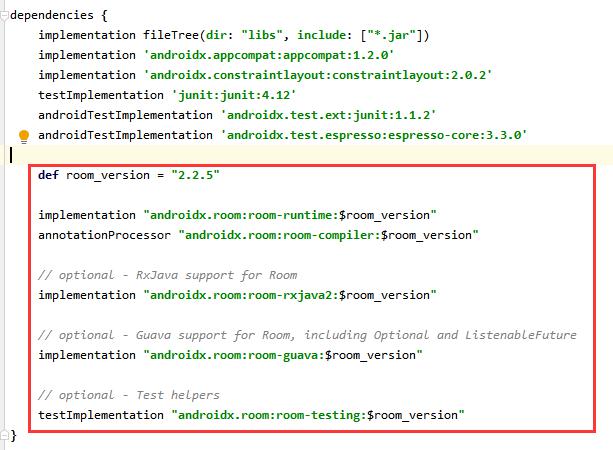 dependencies {
    implementation fileTree(dir: "libs", include: ["*.jar"])
    implementation 'androidx.appcompat:appcompat:1.2.0'
    implementation 'androidx.constraintlayout:constraintlayout:2.0.2'
    testImplementation 'junit:junit:4.12'
    androidTestImplementation 'androidx.test.ext:junit:1.1.2'
    androidTestImplementation 'androidx.test.espresso:espresso-core:3.3.0'
    def room_version = "2.2.5"
    implementation "androidx.room:room-runtime:$room_version"
    annotationProcessor "androidx.room:room-compiler:$room_version"
    // optional - RxJava support for Room
    implementation "androidx.room:room-rxjava2:$room_version"
    // optional - Guava support for Room, including Optional and ListenableFuture
    implementation "androidx.room:room-guava:$room_version"
    // optional - Test helpers
    testImplementation "androidx.room:room-testing:$room_version"
}